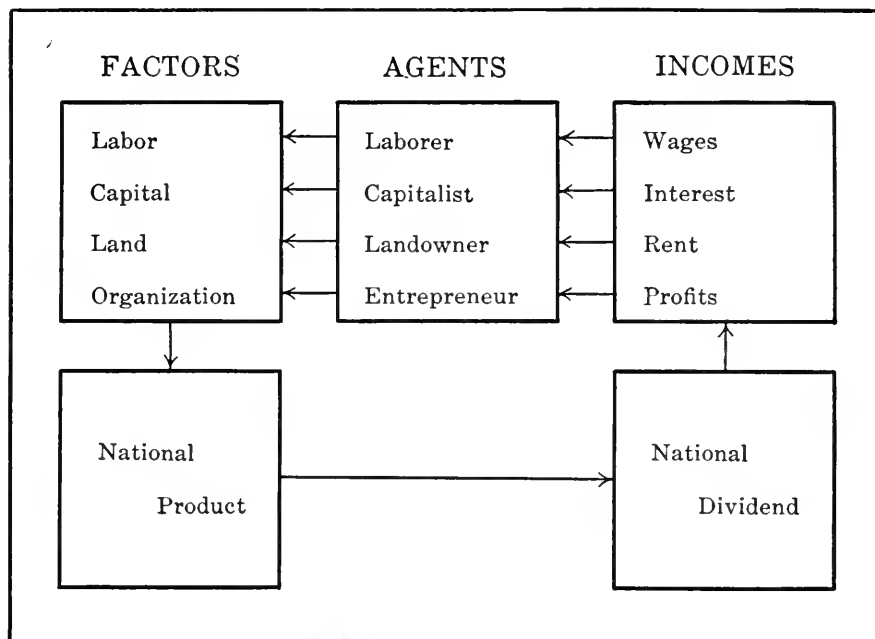 FACTORS
AGENTS
INCOMES
Labor
Capital
Land
Organization
Laborer
Capitalist
Landowner
Entrepreneur
Wages
Interest
Rent
Profits
National
Product
National
Dividend